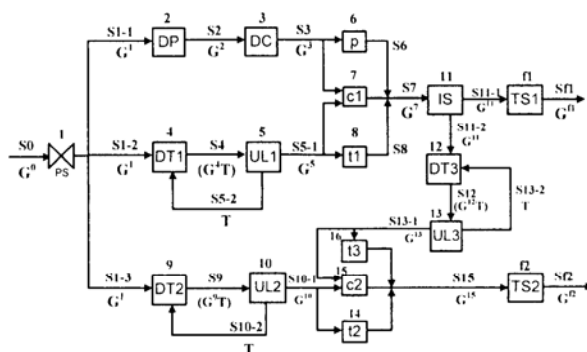 S0
G⁰
1
PS
S1-1
G¹
2
DP
S2
G²
3
DC
S3
G³
6
p
S6
7
c1
S7
G⁷
11
IS
S11-1
G¹¹
f1
TS1
Sf1
G^f1
S1-2
G¹
4
DT1
S4
(G⁴T)
5
UL1
S5-1
G⁵
8
t1
S8
S5-2
T
S11-2
G¹¹
12
DT3
S12
(G¹²T)
S13-2
T
13
UL3
S13-1
G¹³
16
t3
S1-3
G¹
9
DT2
S9
(G⁹T)
10
UL2
S10-1
G¹⁰
15
c2
S15
G¹⁵
f2
TS2
Sf2
G^f2
14
t2
S10-2
T